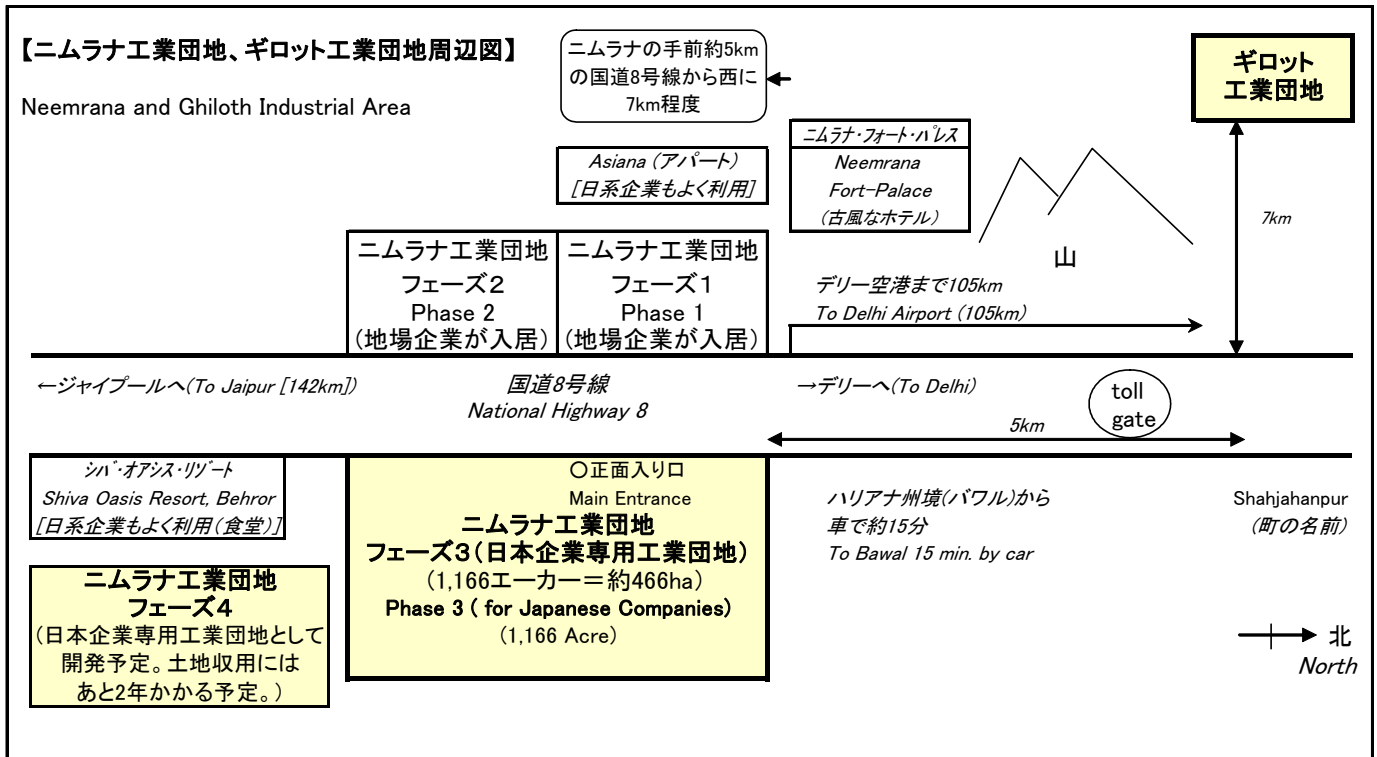 【ニムラナ工業団地、ギロット工業団地周辺図】
Neemrana and Ghiloth Industrial Area
ニムラナの手前約5km
の国道8号線から西に
7km程度
ギロット
工業団地
Asiana (アパート)
[日系企業もよく利用]
ニムラナ・フォート・パレス
Neemrana
Fort-Palace
(古風なホテル)
山
7km
ニムラナ工業団地
フェーズ2
Phase 2
(地場企業が入居)
ニムラナ工業団地
フェーズ1
Phase 1
(地場企業が入居)
デリー空港まで105km
To Delhi Airport (105km)
←ジャイプールへ(To Jaipur [142km])
国道8号線
National Highway 8
→デリーへ(To Delhi)
toll
gate
5km
シバ・オアシス・リゾート
Shiva Oasis Resort, Behror
[日系企業もよく利用(食堂)]
○正面入り口
Main Entrance
ニムラナ工業団地
フェーズ3(日本企業専用工業団地)
(1,166エーカー=約466ha)
Phase 3 ( for Japanese Companies)
(1,166 Acre)
ハリアナ州境(バワル)から
車で約15分
To Bawal 15 min. by car
Shahjahanpur
(町の名前)
ニムラナ工業団地
フェーズ4
(日本企業専用工業団地として
開発予定。土地収用には
あと2年かかる予定。)
北
North